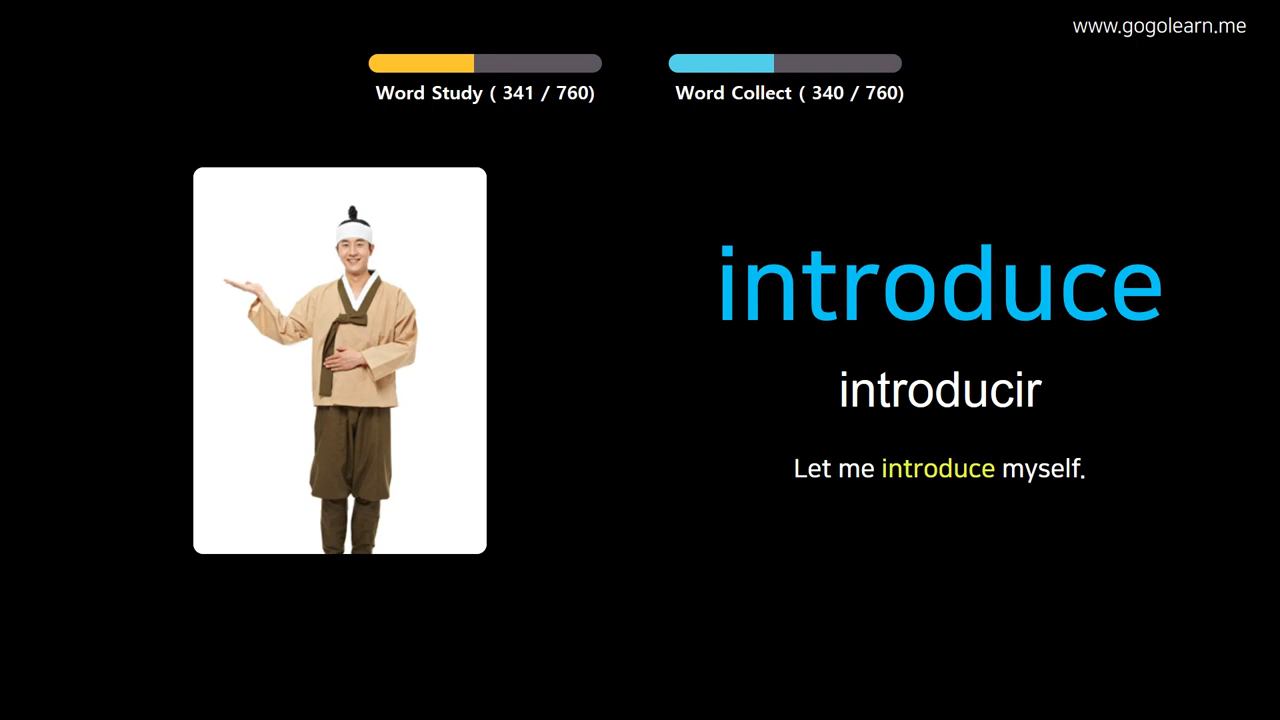 www.gogolearn.me
Word Study ( 341 / 760)
Word Collect ( 340 / 760)
introduce
introducir
Let me introduce myself.